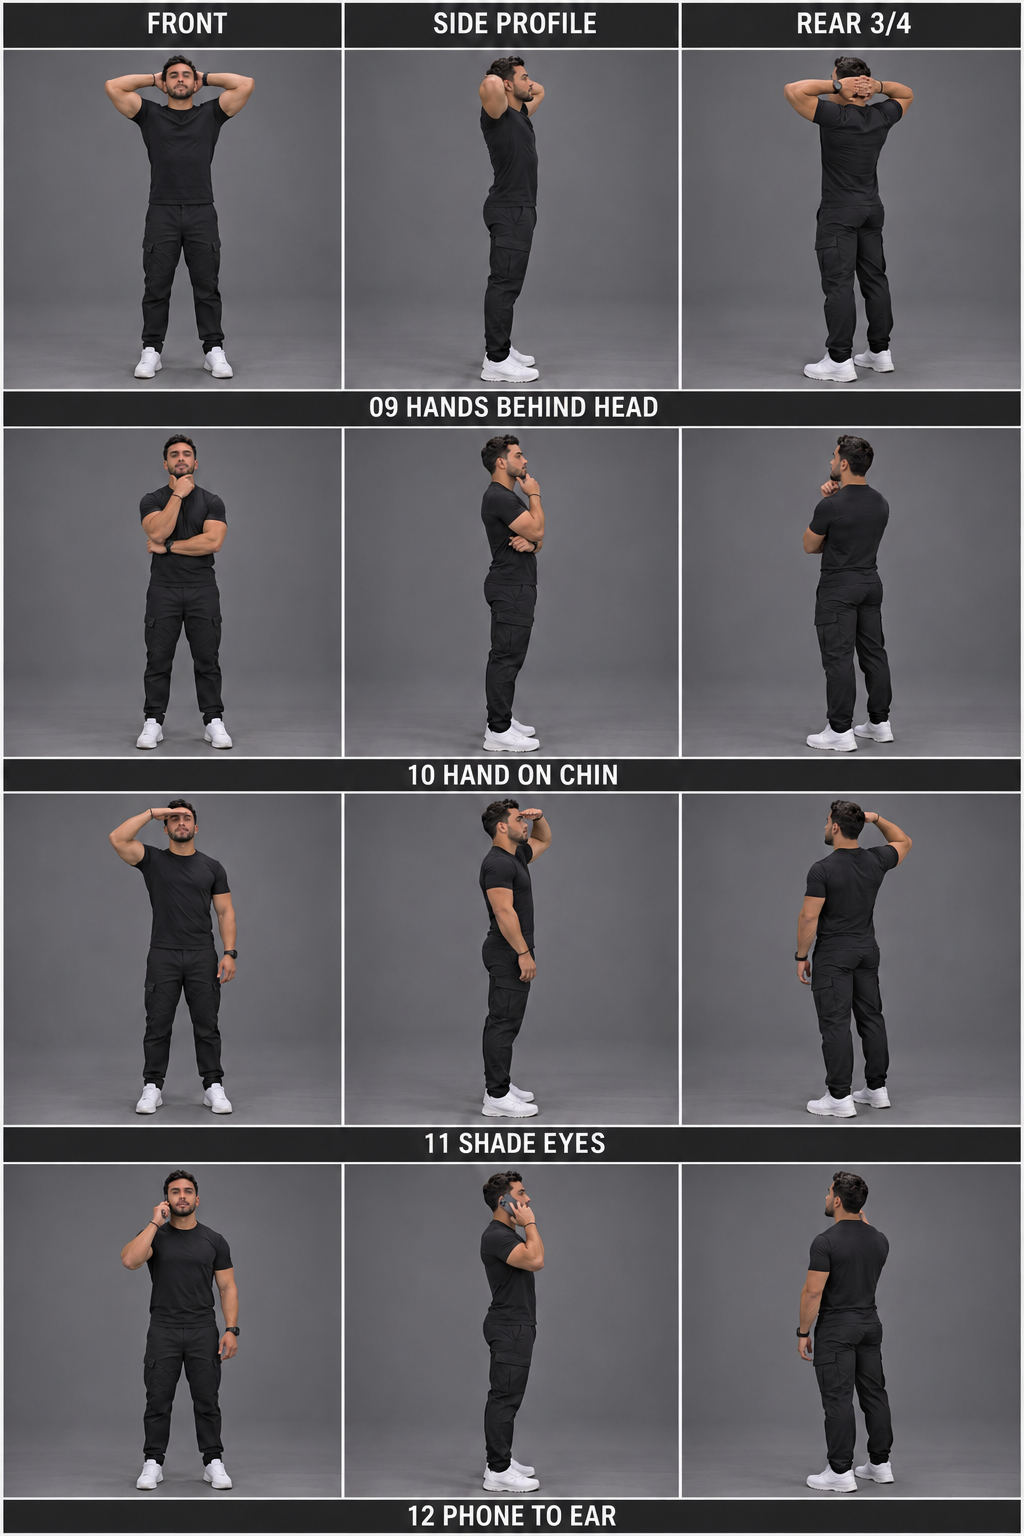 FRONT
SIDE PROFILE
REAR 3/4
09 HANDS BEHIND HEAD
10 HAND ON CHIN
11 SHADE EYES
12 PHONE TO EAR